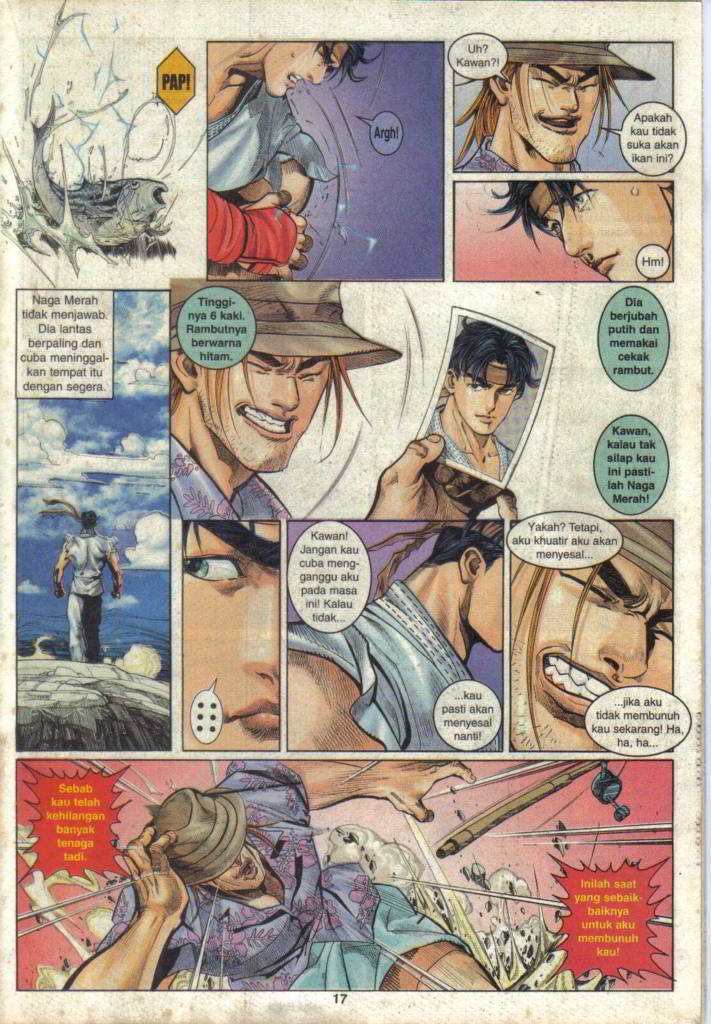 PAP!
Argh!
Uh?
Kawan?!
Apakah
kau tidak
suka akan
ikan ini?
Hm!
Naga Merah
tidak menjawab.
Dia lantas
berpaling dan
cuba meninggal-
kan tempat itu
dengan segera.
Tinggi-
nya 6 kaki.
Rambutnya
berwarna
hitam.
Dia
berjubah
putih dan
memakai
cekak
rambut.
Kawan,
kalau tak
silap kau
ini pasti-
lah Naga
Merah!
Kawan!
Jangan kau
cuba meng-
ganggu aku
pada masa
ini! Kalau
tidak...
...kau
pasti akan
menyesal
nanti!
Yakah? Tetapi,
aku khuatir aku akan
menyesal...
...jika aku
tidak membunuh
kau sekarang! Ha,
ha, ha...
Sebab
kau telah
kehilangan
banyak
tenaga
tadi.
Inilah saat
yang sebaik-
baiknya
untuk aku
membunuh
kau!
17